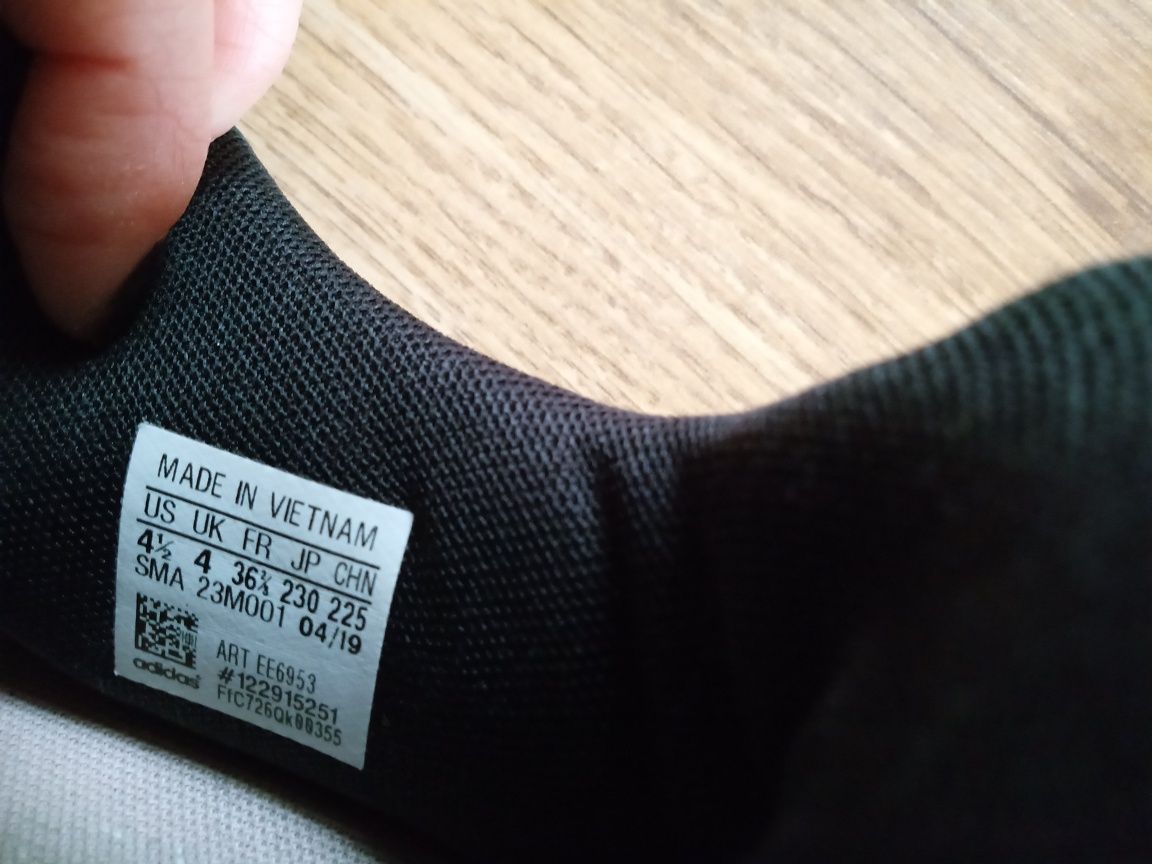 MADE IN VIETNAM
US UK FR JP CHN
4½ 4 36⅔ 230 225
SMA 23M001 04/19
ART EE6953
#122915251
adidas FfC726Qk00355